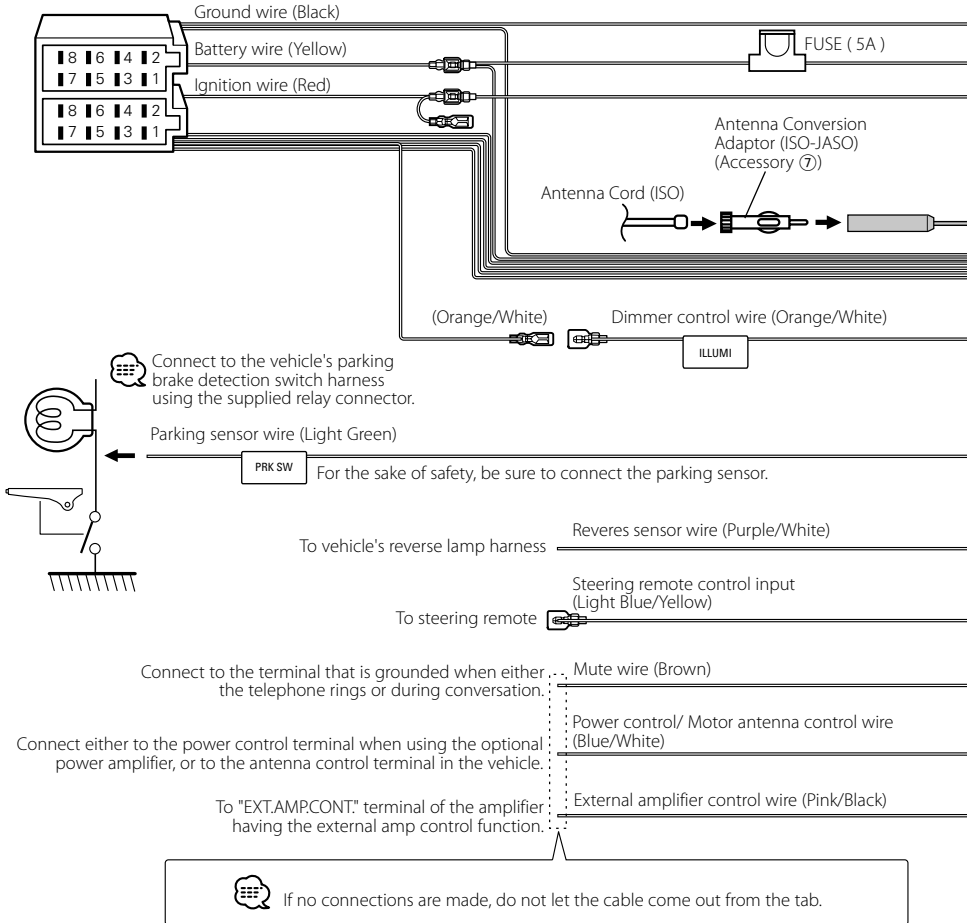 Ground wire (Black)
Battery wire (Yellow)
FUSE ( 5A )
8 6 4 2
7 5 3 1
Ignition wire (Red)
8 6 4 2
7 5 3 1
Antenna Conversion
Adaptor (ISO-JASO)
(Accessory ⑦)
Antenna Cord (ISO)
(Orange/White)
Dimmer control wire (Orange/White)
ILLUMI
Connect to the vehicle's parking
brake detection switch harness
using the supplied relay connector.
Parking sensor wire (Light Green)
PRK SW
For the sake of safety, be sure to connect the parking sensor.
To vehicle's reverse lamp harness
Reveres sensor wire (Purple/White)
Steering remote control input
(Light Blue/Yellow)
To steering remote
Connect to the terminal that is grounded when either
the telephone rings or during conversation.
Mute wire (Brown)
Connect either to the power control terminal when using the optional
power amplifier, or to the antenna control terminal in the vehicle.
Power control/ Motor antenna control wire
(Blue/White)
To "EXT.AMP.CONT." terminal of the amplifier
having the external amp control function.
External amplifier control wire (Pink/Black)
If no connections are made, do not let the cable come out from the tab.